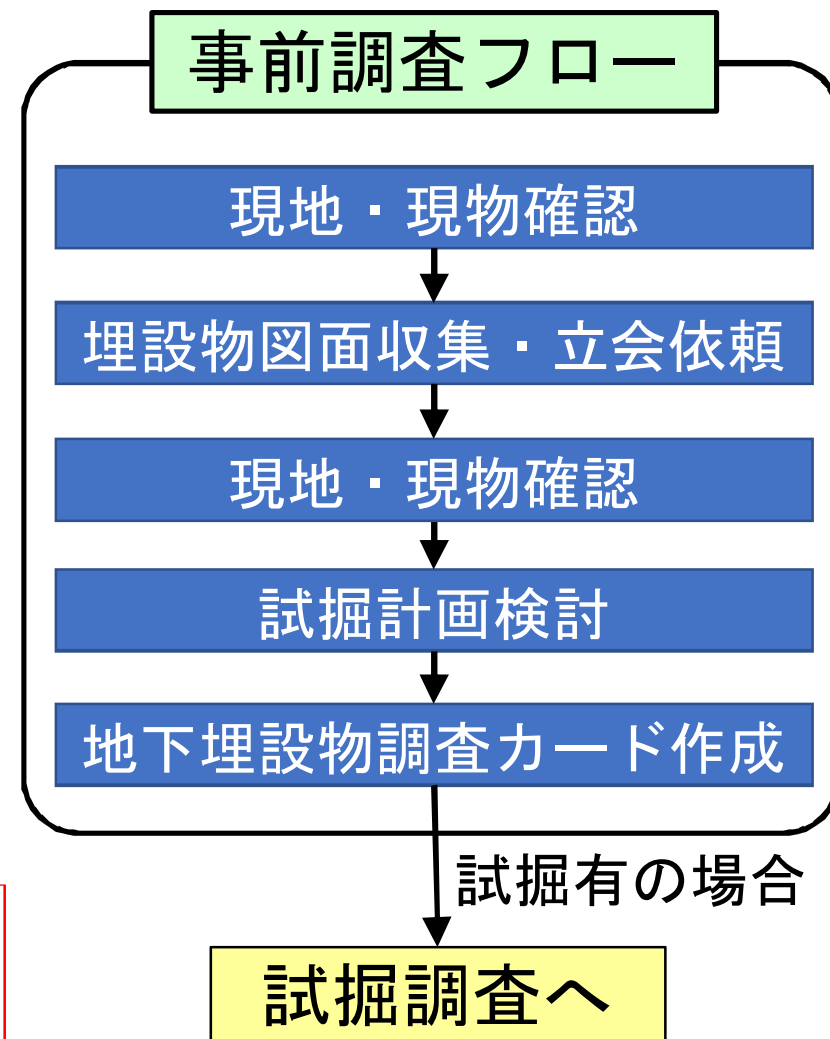 事前調査フロー
現地・現物確認
埋設物図面収集・立会依頼
現地・現物確認
試掘計画検討
地下埋設物調査カード作成
試掘有の場合
試掘調査へ